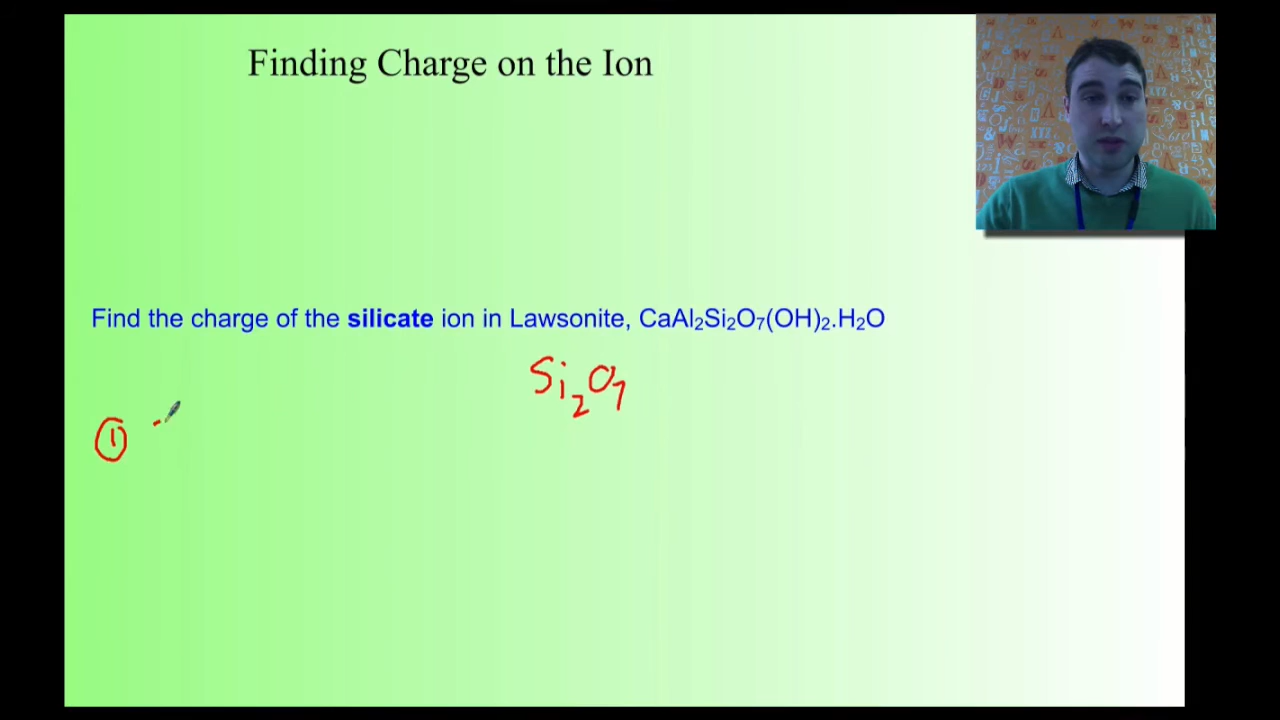 Finding Charge on the Ion
Find the charge of the silicate ion in Lawsonite, CaAl₂Si₂O₇(OH)₂.H₂O
Si₂O₇
①